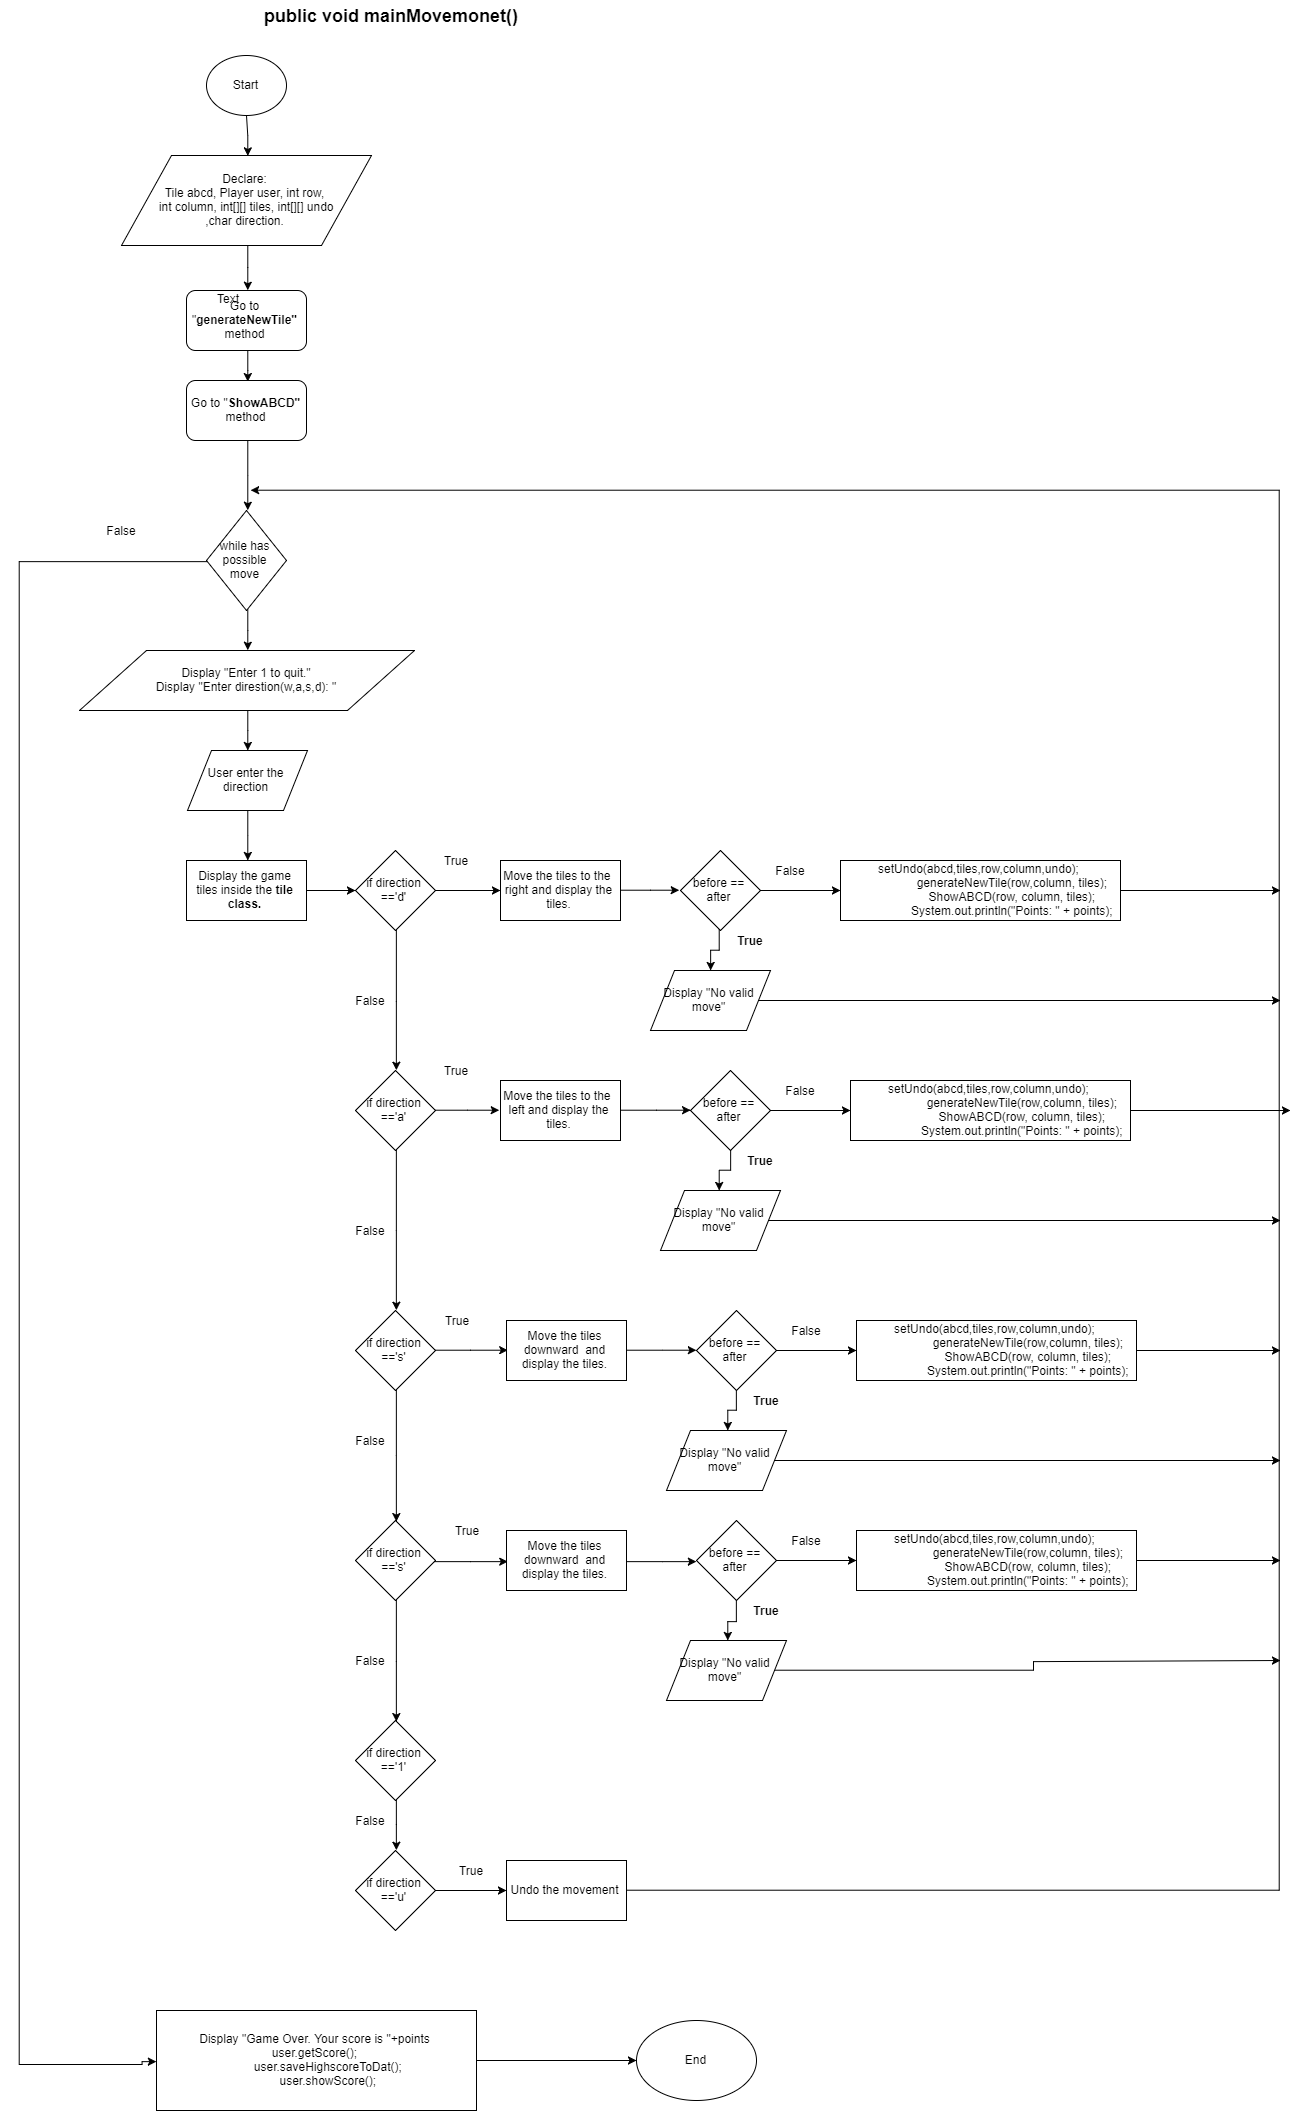 public void mainMovemonet()
Start
Declare:
Tile abcd, Player user, int row,
int column, int[][] tiles, int[][] undo
,char direction.
Text
Go to
"generateNewTile"
method
Go to "ShowABCD"
method
False
while has
possible
move
Display "Enter 1 to quit."
Display "Enter direstion(w,a,s,d): "
User enter the
direction
Display the game
tiles inside the tile
class.
if direction
=='d'
True
Move the tiles to the
right and display the
tiles.
before ==
after
False
setUndo(abcd,tiles,row,column,undo);
generateNewTile(row,column, tiles);
ShowABCD(row, column, tiles);
System.out.println("Points: " + points);
True
Display "No valid
move"
False
if direction
=='a'
True
Move the tiles to the
left and display the
tiles.
before ==
after
False
setUndo(abcd,tiles,row,column,undo);
generateNewTile(row,column, tiles);
ShowABCD(row, column, tiles);
System.out.println("Points: " + points);
True
Display "No valid
move"
False
if direction
=='s'
True
Move the tiles
downward  and
display the tiles.
before ==
after
False
setUndo(abcd,tiles,row,column,undo);
generateNewTile(row,column, tiles);
ShowABCD(row, column, tiles);
System.out.println("Points: " + points);
True
Display "No valid
move"
False
if direction
=='s'
True
Move the tiles
downward  and
display the tiles.
before ==
after
False
setUndo(abcd,tiles,row,column,undo);
generateNewTile(row,column, tiles);
ShowABCD(row, column, tiles);
System.out.println("Points: " + points);
True
Display "No valid
move"
False
if direction
=='1'
False
if direction
=='u'
True
Undo the movement
Display "Game Over. Your score is "+points
user.getScore();
user.saveHighscoreToDat();
user.showScore();
End